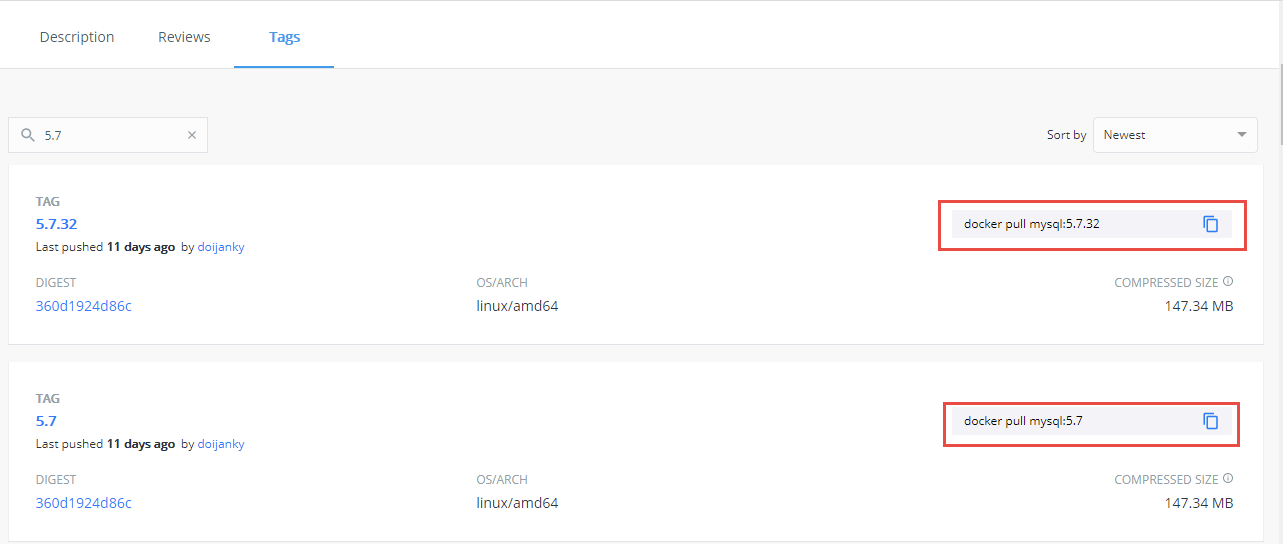 Description Reviews Tags
5.7 Sort by Newest
TAG
5.7.32 docker pull mysql:5.7.32
Last pushed 11 days ago by doijanky
DIGEST OS/ARCH COMPRESSED SIZE
360d1924d86c linux/amd64 147.34 MB
TAG
5.7 docker pull mysql:5.7
Last pushed 11 days ago by doijanky
DIGEST OS/ARCH COMPRESSED SIZE
360d1924d86c linux/amd64 147.34 MB